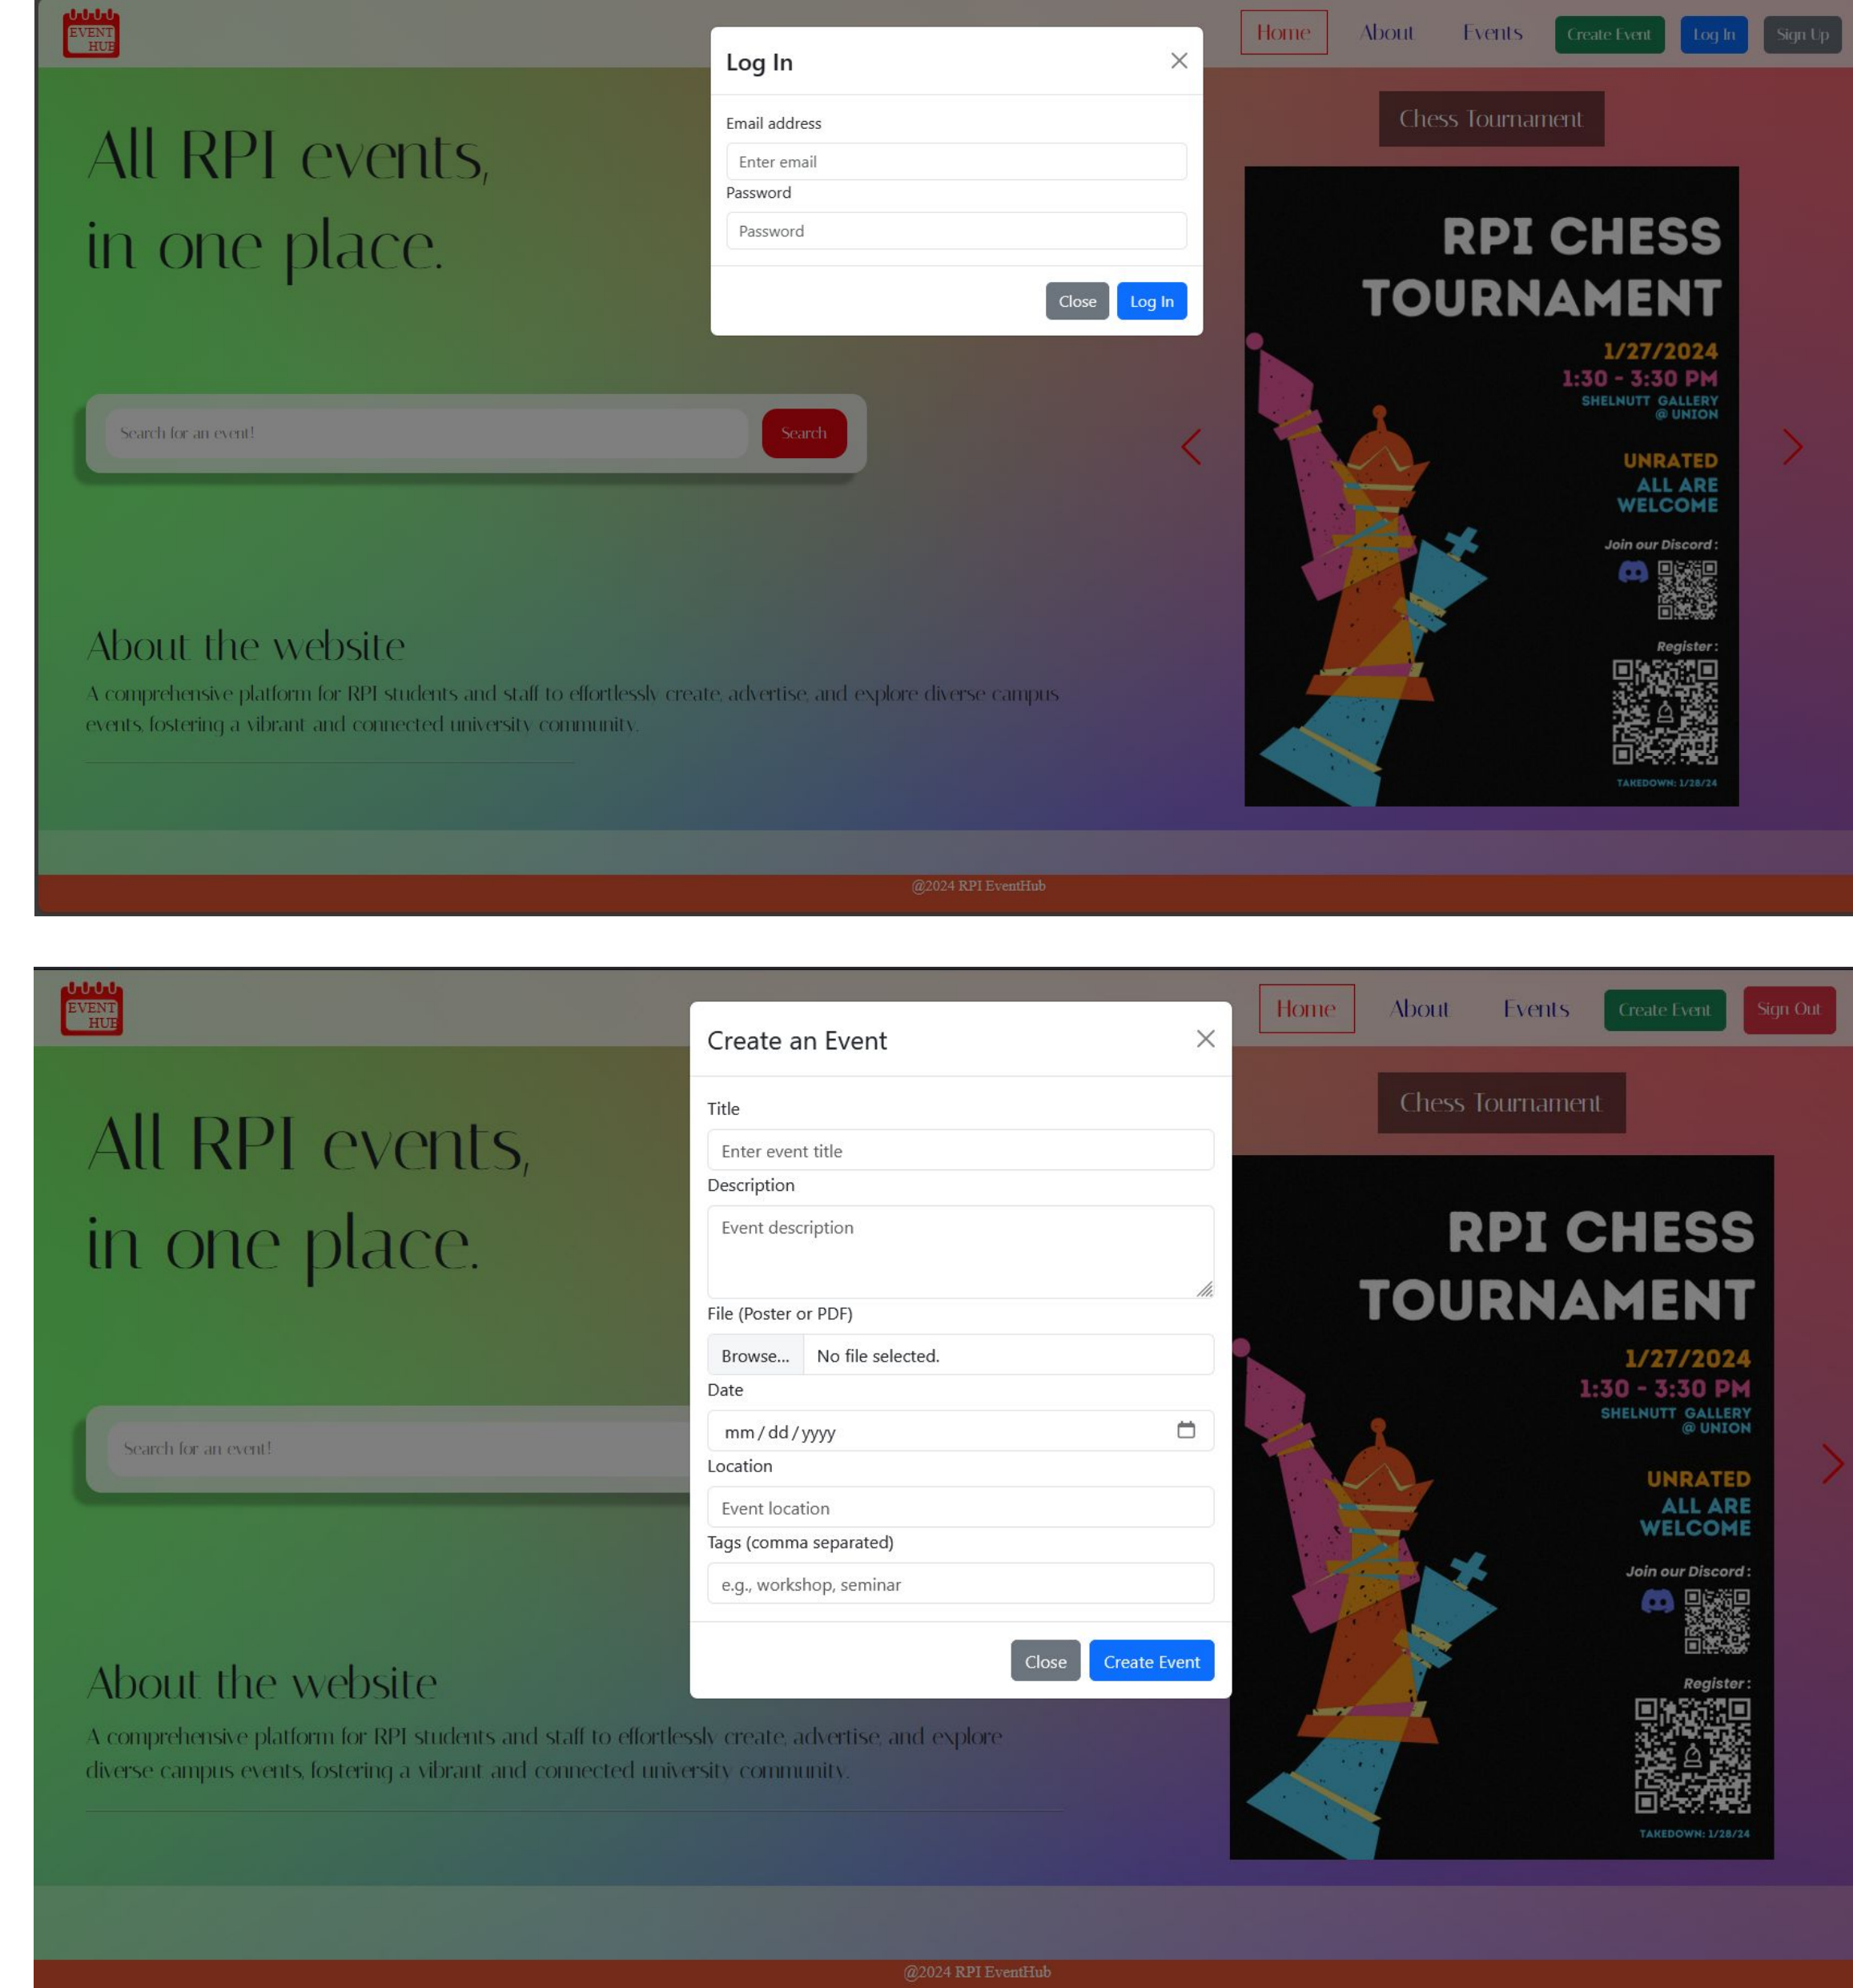 EVENT
HUB
Home
About
Events
Create Event
Log In
Sign Up
Log In
Email address
Enter email
Password
Password
Close
Log In
All RPI events,
in one place.
Search for an event!
Search
About the website
A comprehensive platform for RPI students and staff to effortlessly create, advertise, and explore diverse campus
events, fostering a vibrant and connected university community.
Chess Tournament
RPI CHESS
TOURNAMENT
1/27/2024
1:30 - 3:30 PM
SHELNUTT GALLERY
@ UNION
UNRATED
ALL ARE
WELCOME
Join our Discord:
Register:
TAKEDOWN: 1/28/24
@2024 RPI EventHub
EVENT
HUB
Home
About
Events
Create Event
Sign Out
Create an Event
Title
Enter event title
Description
Event description
File (Poster or PDF)
Browse... No file selected.
Date
mm/dd/yyyy
Location
Event location
Tags (comma separated)
e.g., workshop, seminar
Close
Create Event
All RPI events,
in one place.
Search for an event!
About the website
A comprehensive platform for RPI students and staff to effortlessly create, advertise, and explore
diverse campus events, fostering a vibrant and connected university community.
Chess Tournament
RPI CHESS
TOURNAMENT
1/27/2024
1:30 - 3:30 PM
SHELNUTT GALLERY
@ UNION
UNRATED
ALL ARE
WELCOME
Join our Discord:
Register:
TAKEDOWN: 1/28/24
@2024 RPI EventHub